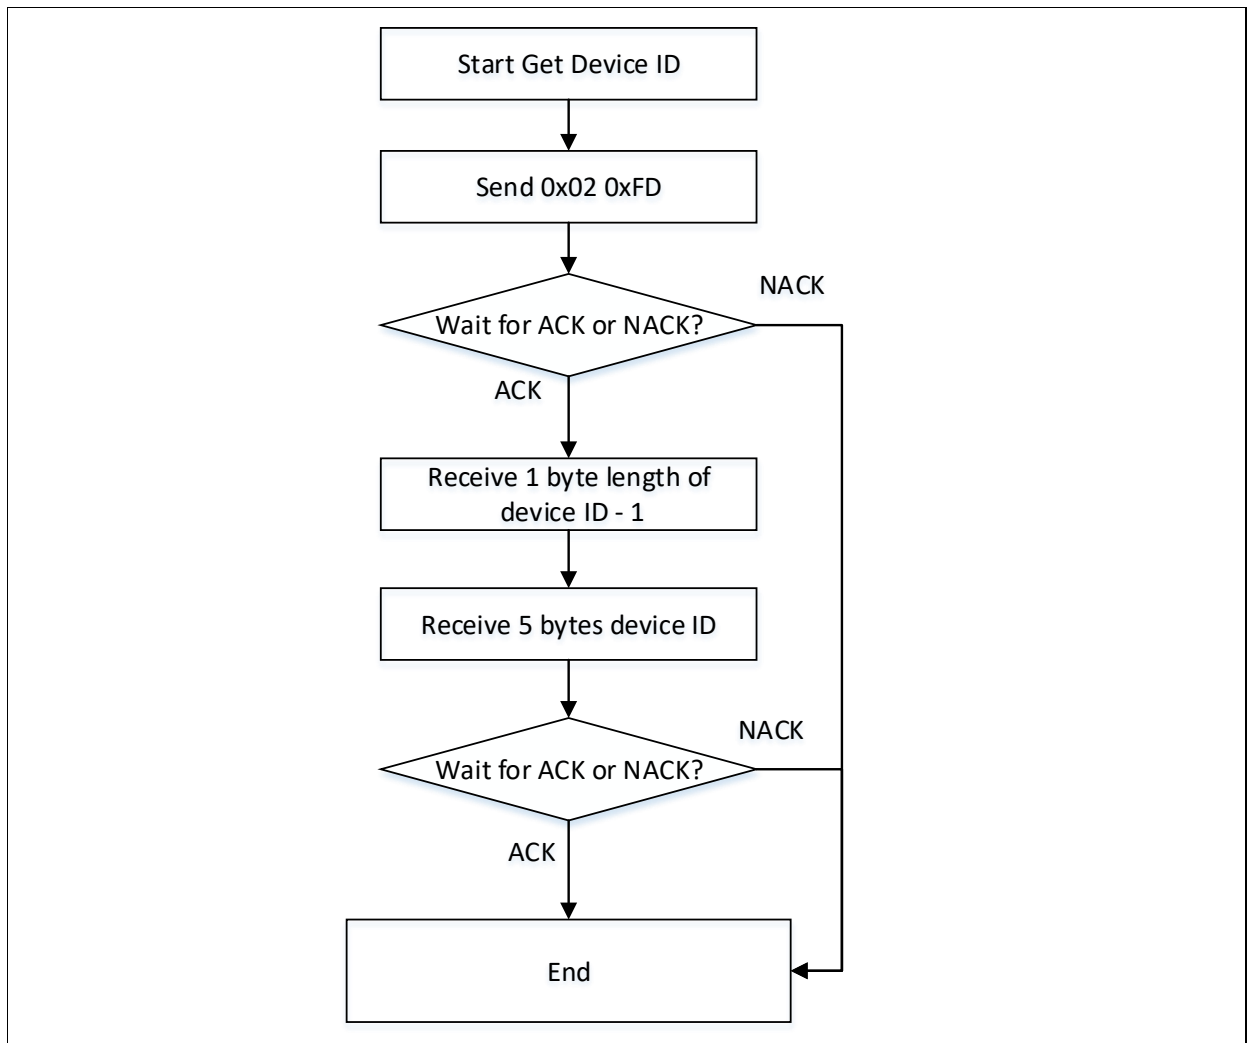 Start Get Device ID
Send 0x02 0xFD
NACK
Wait for ACK or NACK?
ACK
Receive 1 byte length of
device ID - 1
Receive 5 bytes device ID
NACK
Wait for ACK or NACK?
ACK
End